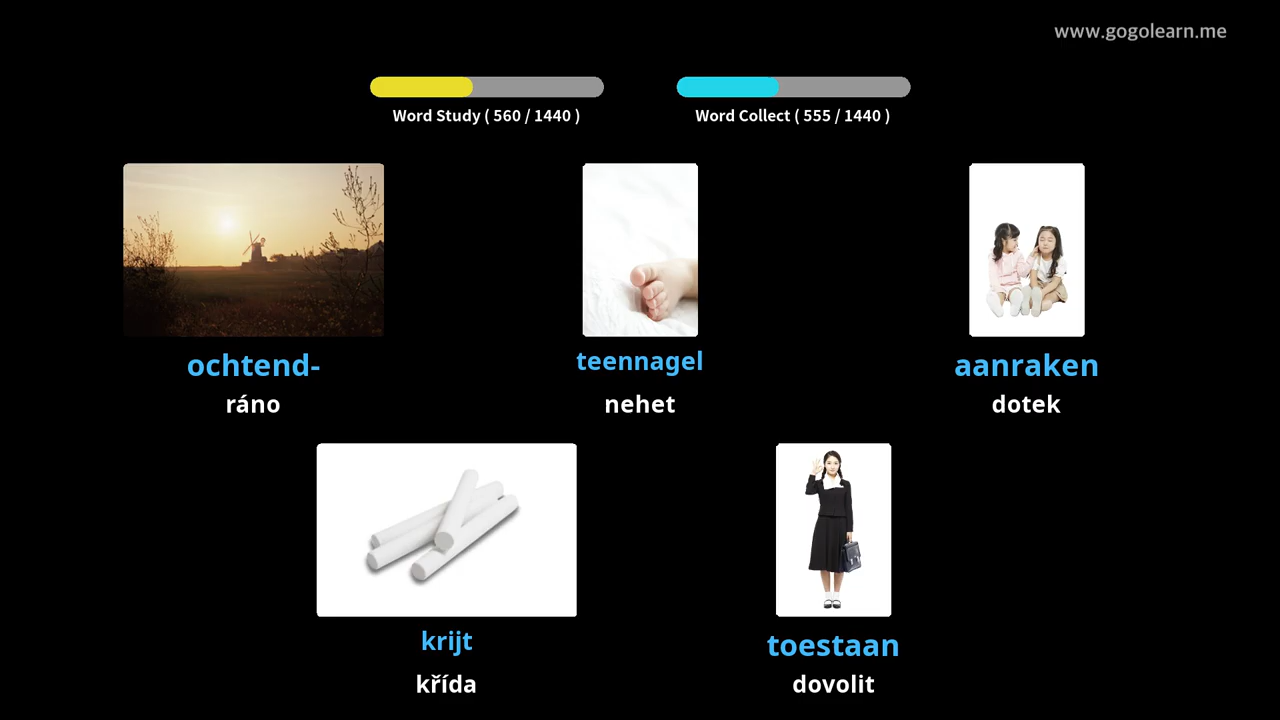 www.gogolearn.me
Word Study ( 560 / 1440 )
Word Collect ( 555 / 1440 )
ochtend-
ráno
teennagel
nehet
aanraken
dotek
krijt
křída
toestaan
dovolit